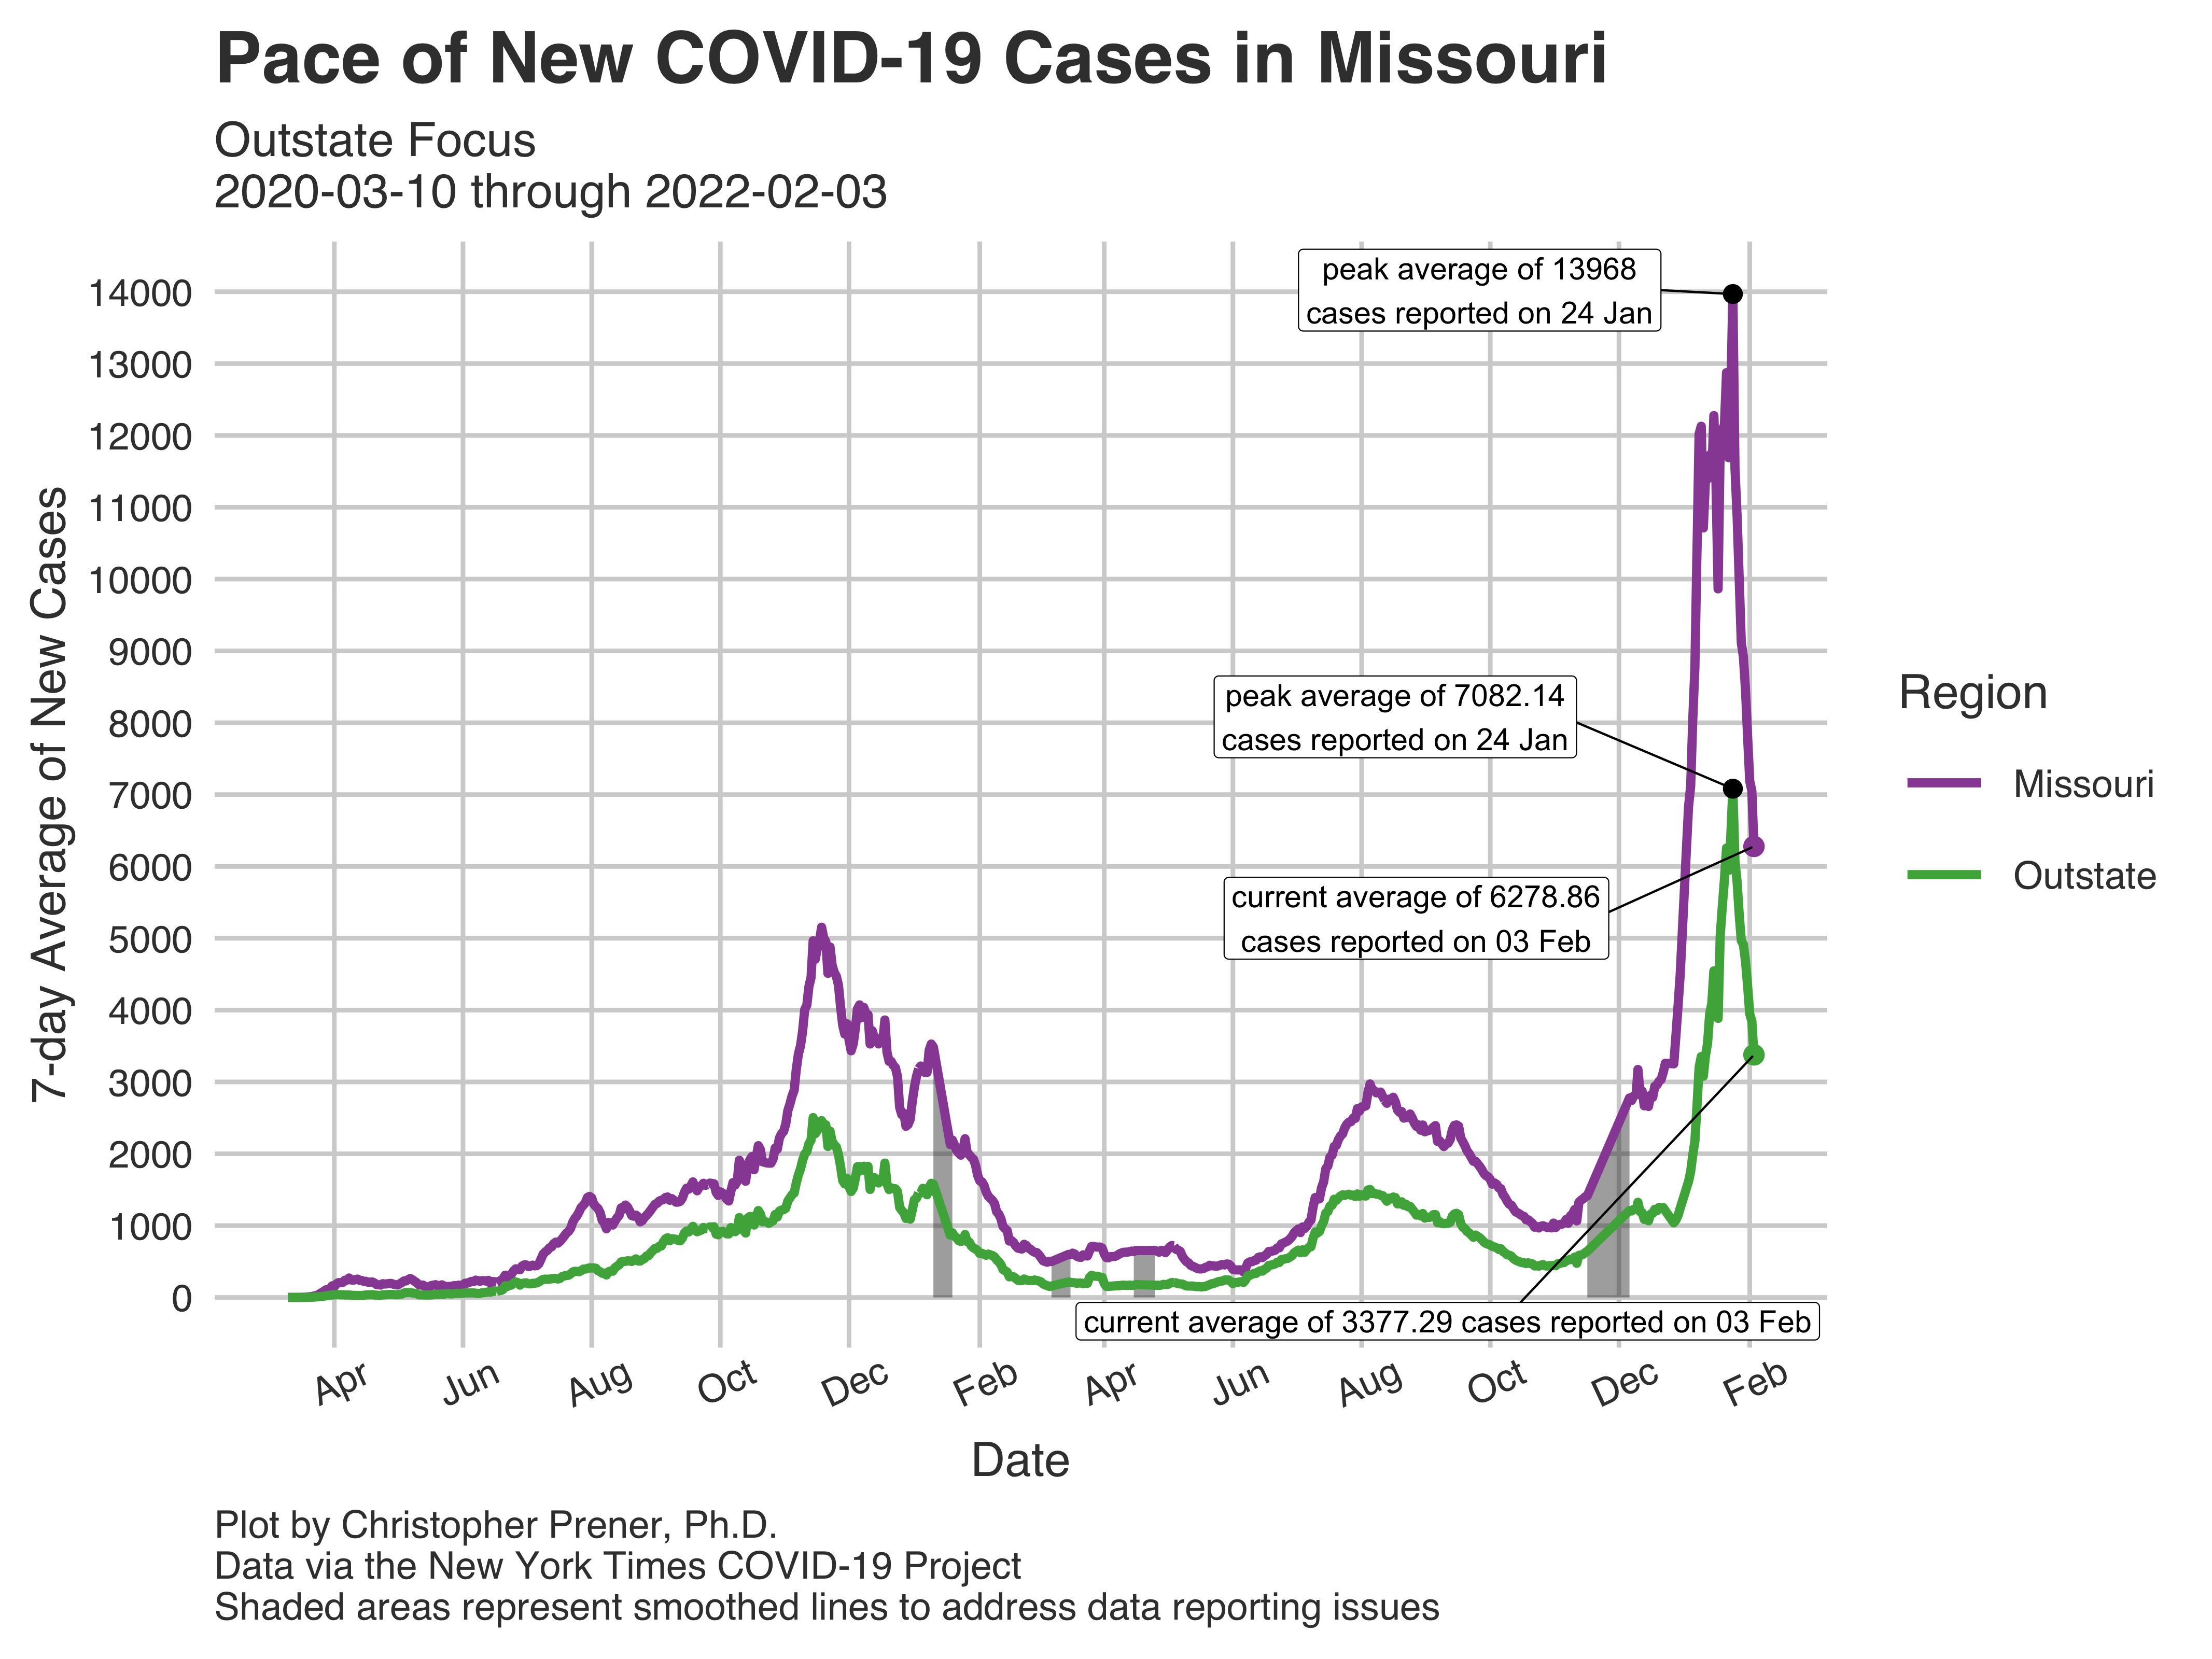 Pace of New COVID-19 Cases in Missouri
Outstate Focus
2020-03-10 through 2022-02-03
7-day Average of New Cases
14000
13000
12000
11000
10000
9000
8000
7000
6000
5000
4000
3000
2000
1000
0
peak average of 13968
cases reported on 24 Jan
peak average of 7082.14
cases reported on 24 Jan
current average of 6278.86
cases reported on 03 Feb
current average of 3377.29 cases reported on 03 Feb
Region
Missouri
Outstate
Apr Jun Aug Oct Dec Feb Apr Jun Aug Oct Dec Feb
Date
Plot by Christopher Prener, Ph.D.
Data via the New York Times COVID-19 Project
Shaded areas represent smoothed lines to address data reporting issues